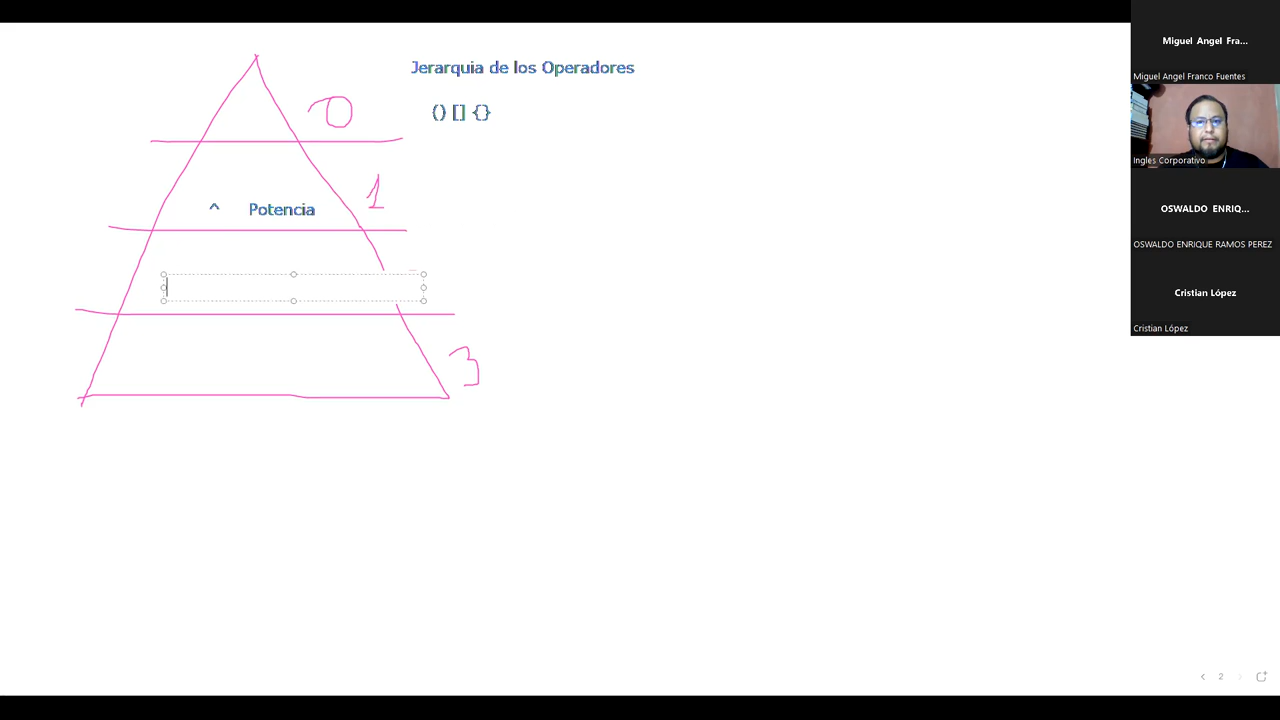 Jerarquia de los Operadores
() [] {}
0
1
^ Potencia
3
Miguel Angel Fra...
Miguel Angel Franco Fuentes
Ingles Corporativo
OSWALDO ENRIQ...
OSWALDO ENRIQUE RAMOS PEREZ
Cristian López
Cristian López
2